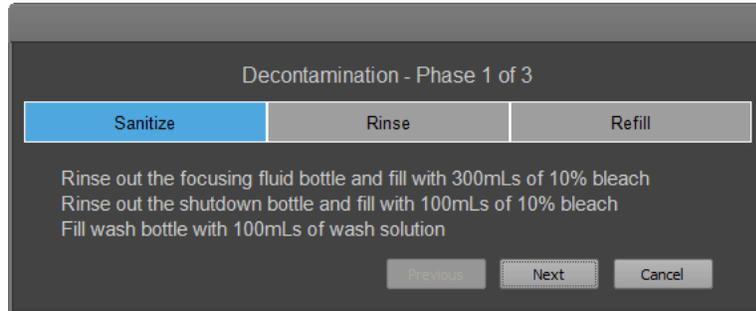 Decontamination - Phase 1 of 3
Sanitize Rinse Refill
Rinse out the focusing fluid bottle and fill with 300mLs of 10% bleach
Rinse out the shutdown bottle and fill with 100mLs of 10% bleach
Fill wash bottle with 100mLs of wash solution
Previous Next Cancel